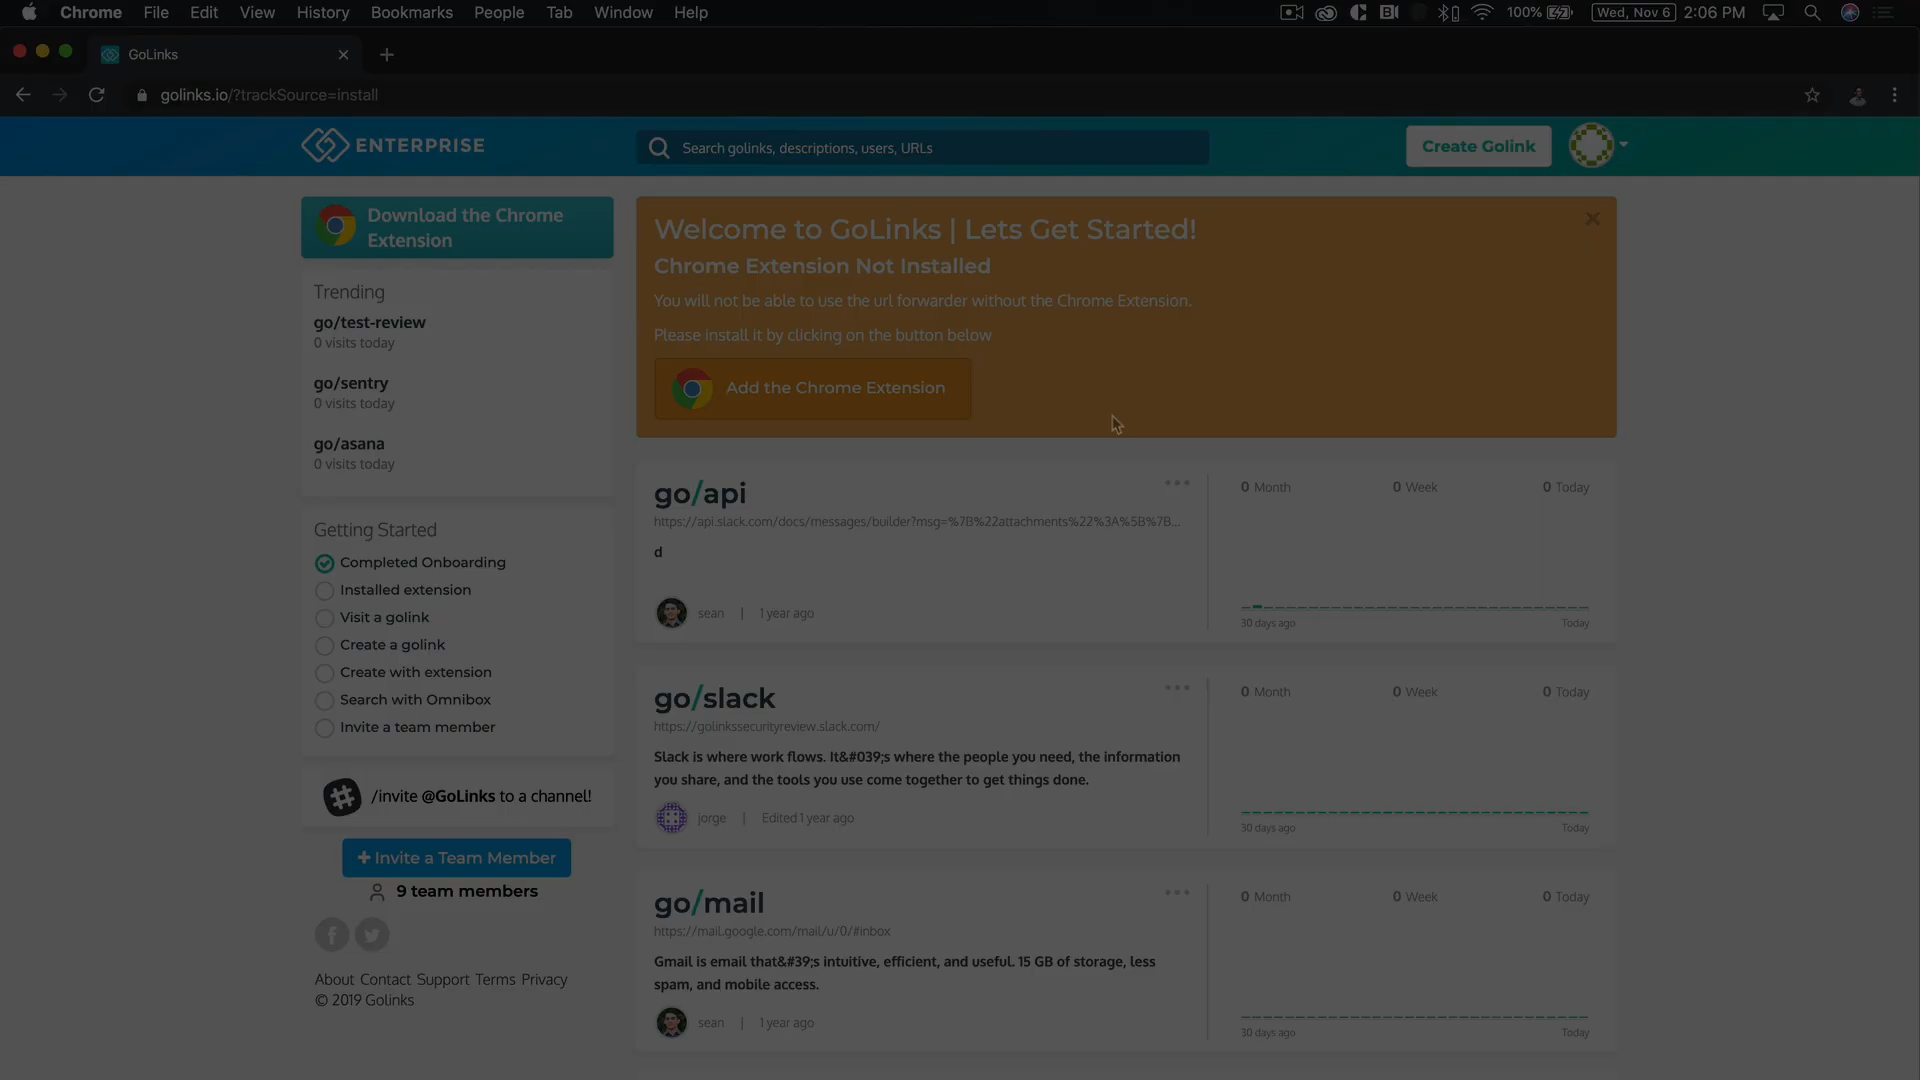 Chrome File Edit View History Bookmarks People Tab Window Help
100% Wed, Nov 6 2:06 PM
GoLinks
golinks.io/?trackSource=install
ENTERPRISE
Search golinks, descriptions, users, URLs
Create Golink
Download the Chrome
Extension
Trending
go/test-review
0 visits today
go/sentry
0 visits today
go/asana
0 visits today
Getting Started
Completed Onboarding
Installed extension
Visit a golink
Create a golink
Create with extension
Search with Omnibox
Invite a team member
/invite @GoLinks to a channel!
+ Invite a Team Member
9 team members
About Contact Support Terms Privacy
© 2019 Golinks
Welcome to GoLinks | Lets Get Started!
Chrome Extension Not Installed
You will not be able to use the url forwarder without the Chrome Extension.
Please install it by clicking on the button below
Add the Chrome Extension
go/api
https://api.slack.com/docs/messages/builder?msg=%7B%22attachments%22%3A%5B%7B...
d
sean | 1 year ago
0 Month 0 Week 0 Today
30 days ago Today
go/slack
https://golinkssecurityreview.slack.com/
Slack is where work flows. It&#039;s where the people you need, the information
you share, and the tools you use come together to get things done.
jorge | Edited 1 year ago
0 Month 0 Week 0 Today
30 days ago Today
go/mail
https://mail.google.com/mail/u/0/#inbox
Gmail is email that&#39;s intuitive, efficient, and useful. 15 GB of storage, less
spam, and mobile access.
sean | 1 year ago
0 Month 0 Week 0 Today
30 days ago Today